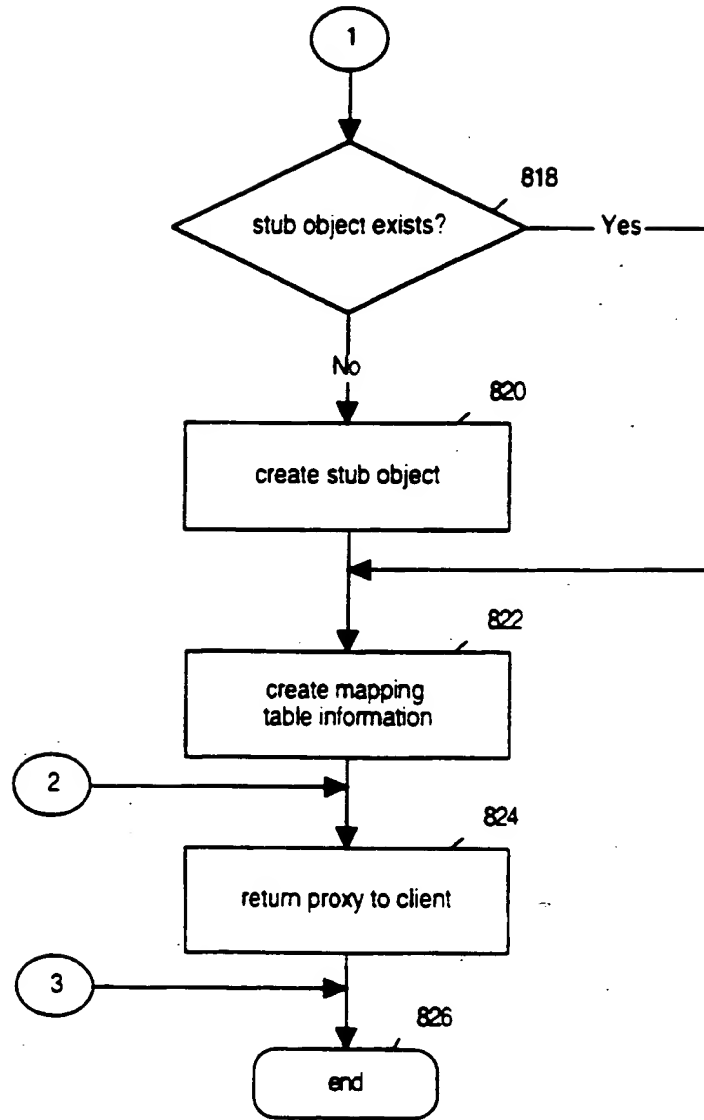 1
818
stub object exists?
Yes
No
820
create stub object
822
create mapping
table information
2
824
return proxy to client
3
826
end